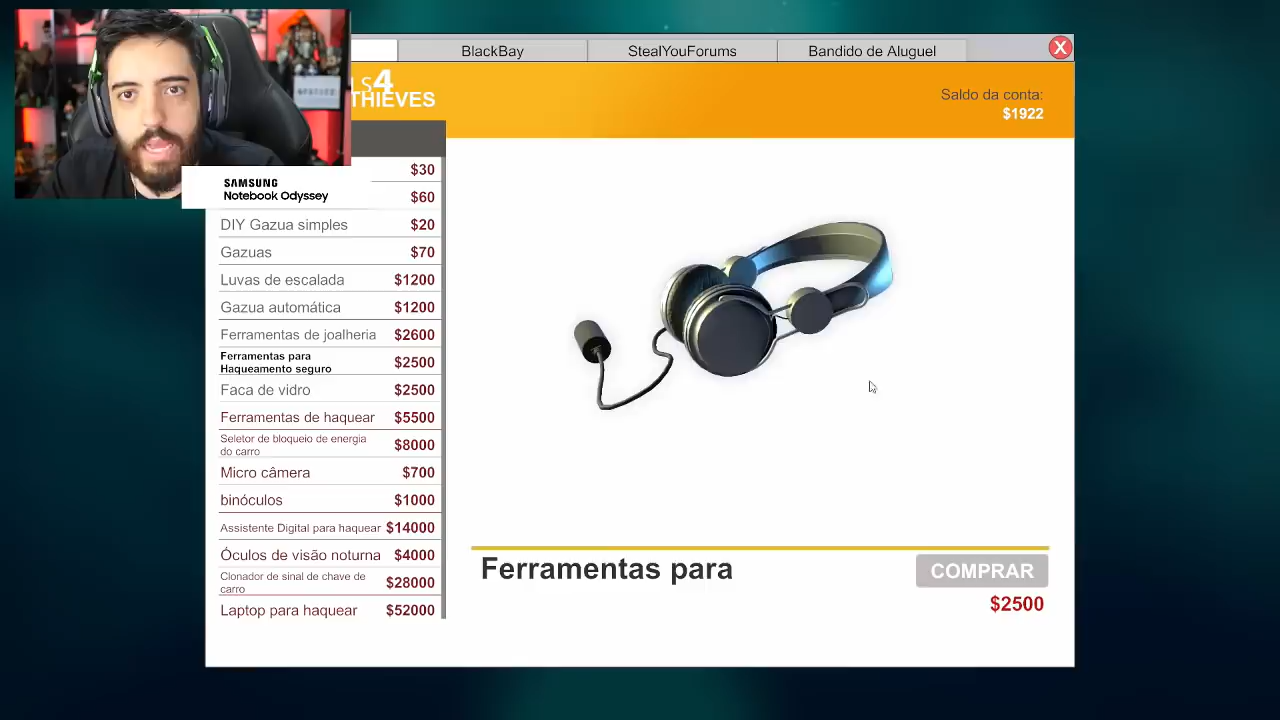 BlackBay
StealYouForums
Bandido de Aluguel
X
LS4
THIEVES
Saldo da conta:
$1922
SAMSUNG
Notebook Odyssey
$30
$60
DIY Gazua simples $20
Gazuas $70
Luvas de escalada $1200
Gazua automática $1200
Ferramentas de joalheria $2600
Ferramentas para
Haqueamento seguro $2500
Faca de vidro $2500
Ferramentas de haquear $5500
Seletor de bloqueio de energia
do carro $8000
Micro câmera $700
binóculos $1000
Assistente Digital para haquear $14000
Óculos de visão noturna $4000
Clonador de sinal de chave de
carro $28000
Laptop para haquear $52000
Ferramentas para
COMPRAR
$2500